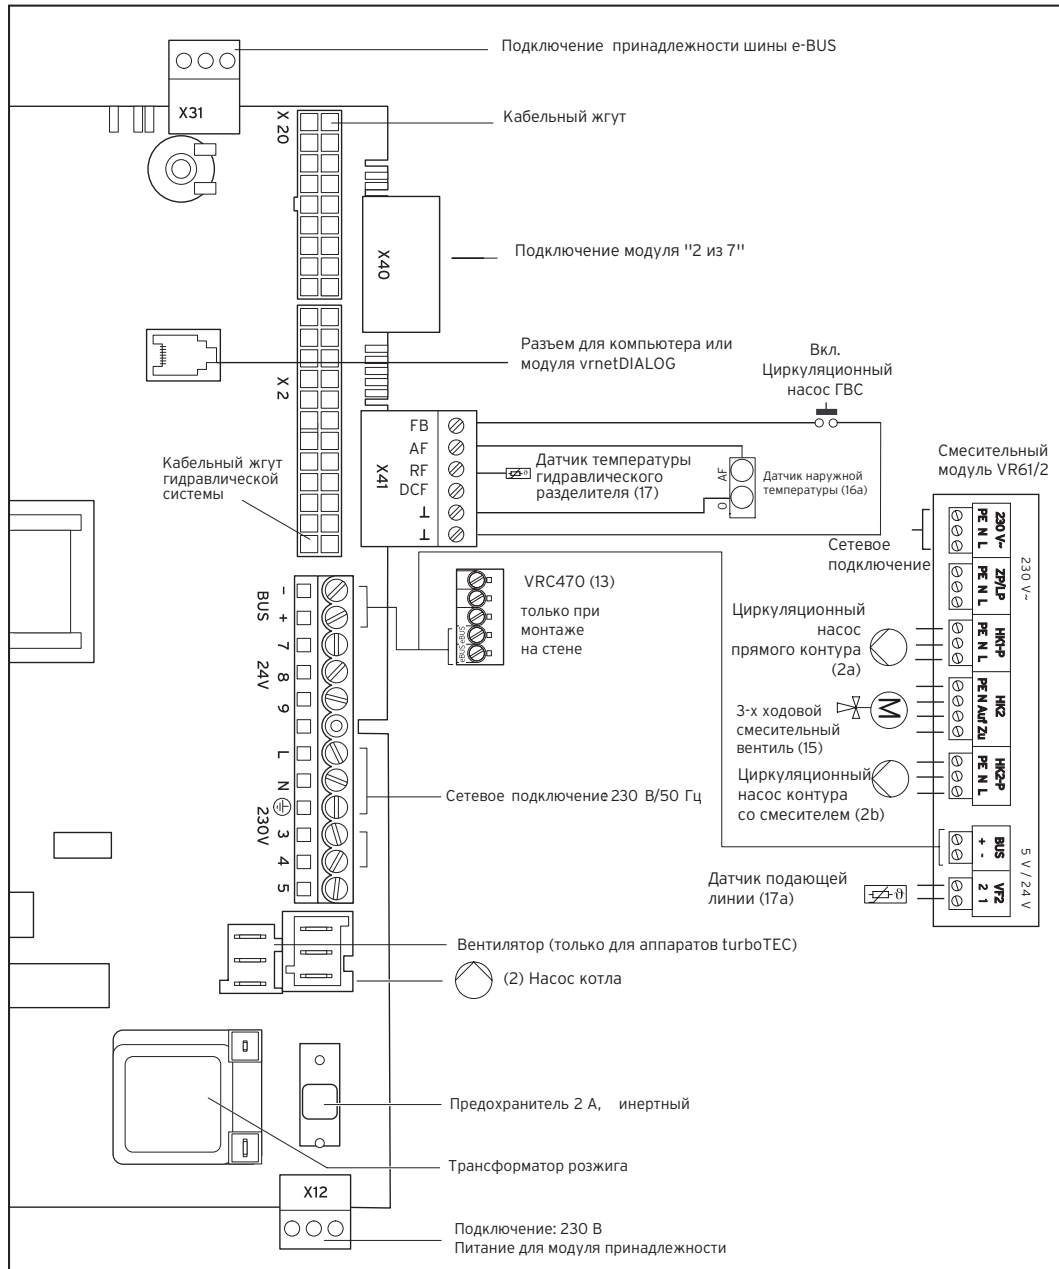 Подключение принадлежности шины e-BUS
X31
X 20
Кабельный жгут
X40
Подключение модуля "2 из 7"
Разъем для компьютера или
модуля vrnetDIALOG
X 2
Вкл.
Циркуляционный
насос ГВС
FB
AF
RF
DCF
⊥
⊥
X41
Датчик температуры
гидравлического
разделителя (17)
AF
O
Датчик наружной
температуры (16a)
Кабельный жгут
гидравлической
системы
Смесительный
модуль VR61/2
Сетевое
подключение
230 V~
PE N L
230 V~
ZP/LP
PE N L
VRC470 (13)
только при
монтаже
на стене
eBUS eBUS
Циркуляционный
насос
прямого контура
(2a)
HK1-P
PE N L
3-х ходовой
смесительный
вентиль (15)
M
HK2
PE N Auf Zu
Циркуляционный
насос контура
со смесителем (2b)
HK2-P
PE N L
BUS
+ -
5 V / 24 V
Датчик подающей
линии (17a)
ϑ
VF2
2 1
-
BUS
+
7
24V
8
9
L
N
230V
3
4
5
Сетевое подключение 230 В/50 Гц
Вентилятор (только для аппаратов turboTEC)
(2) Насос котла
Предохранитель 2 А, инертный
Трансформатор розжига
X12
Подключение: 230 В
Питание для модуля принадлежности